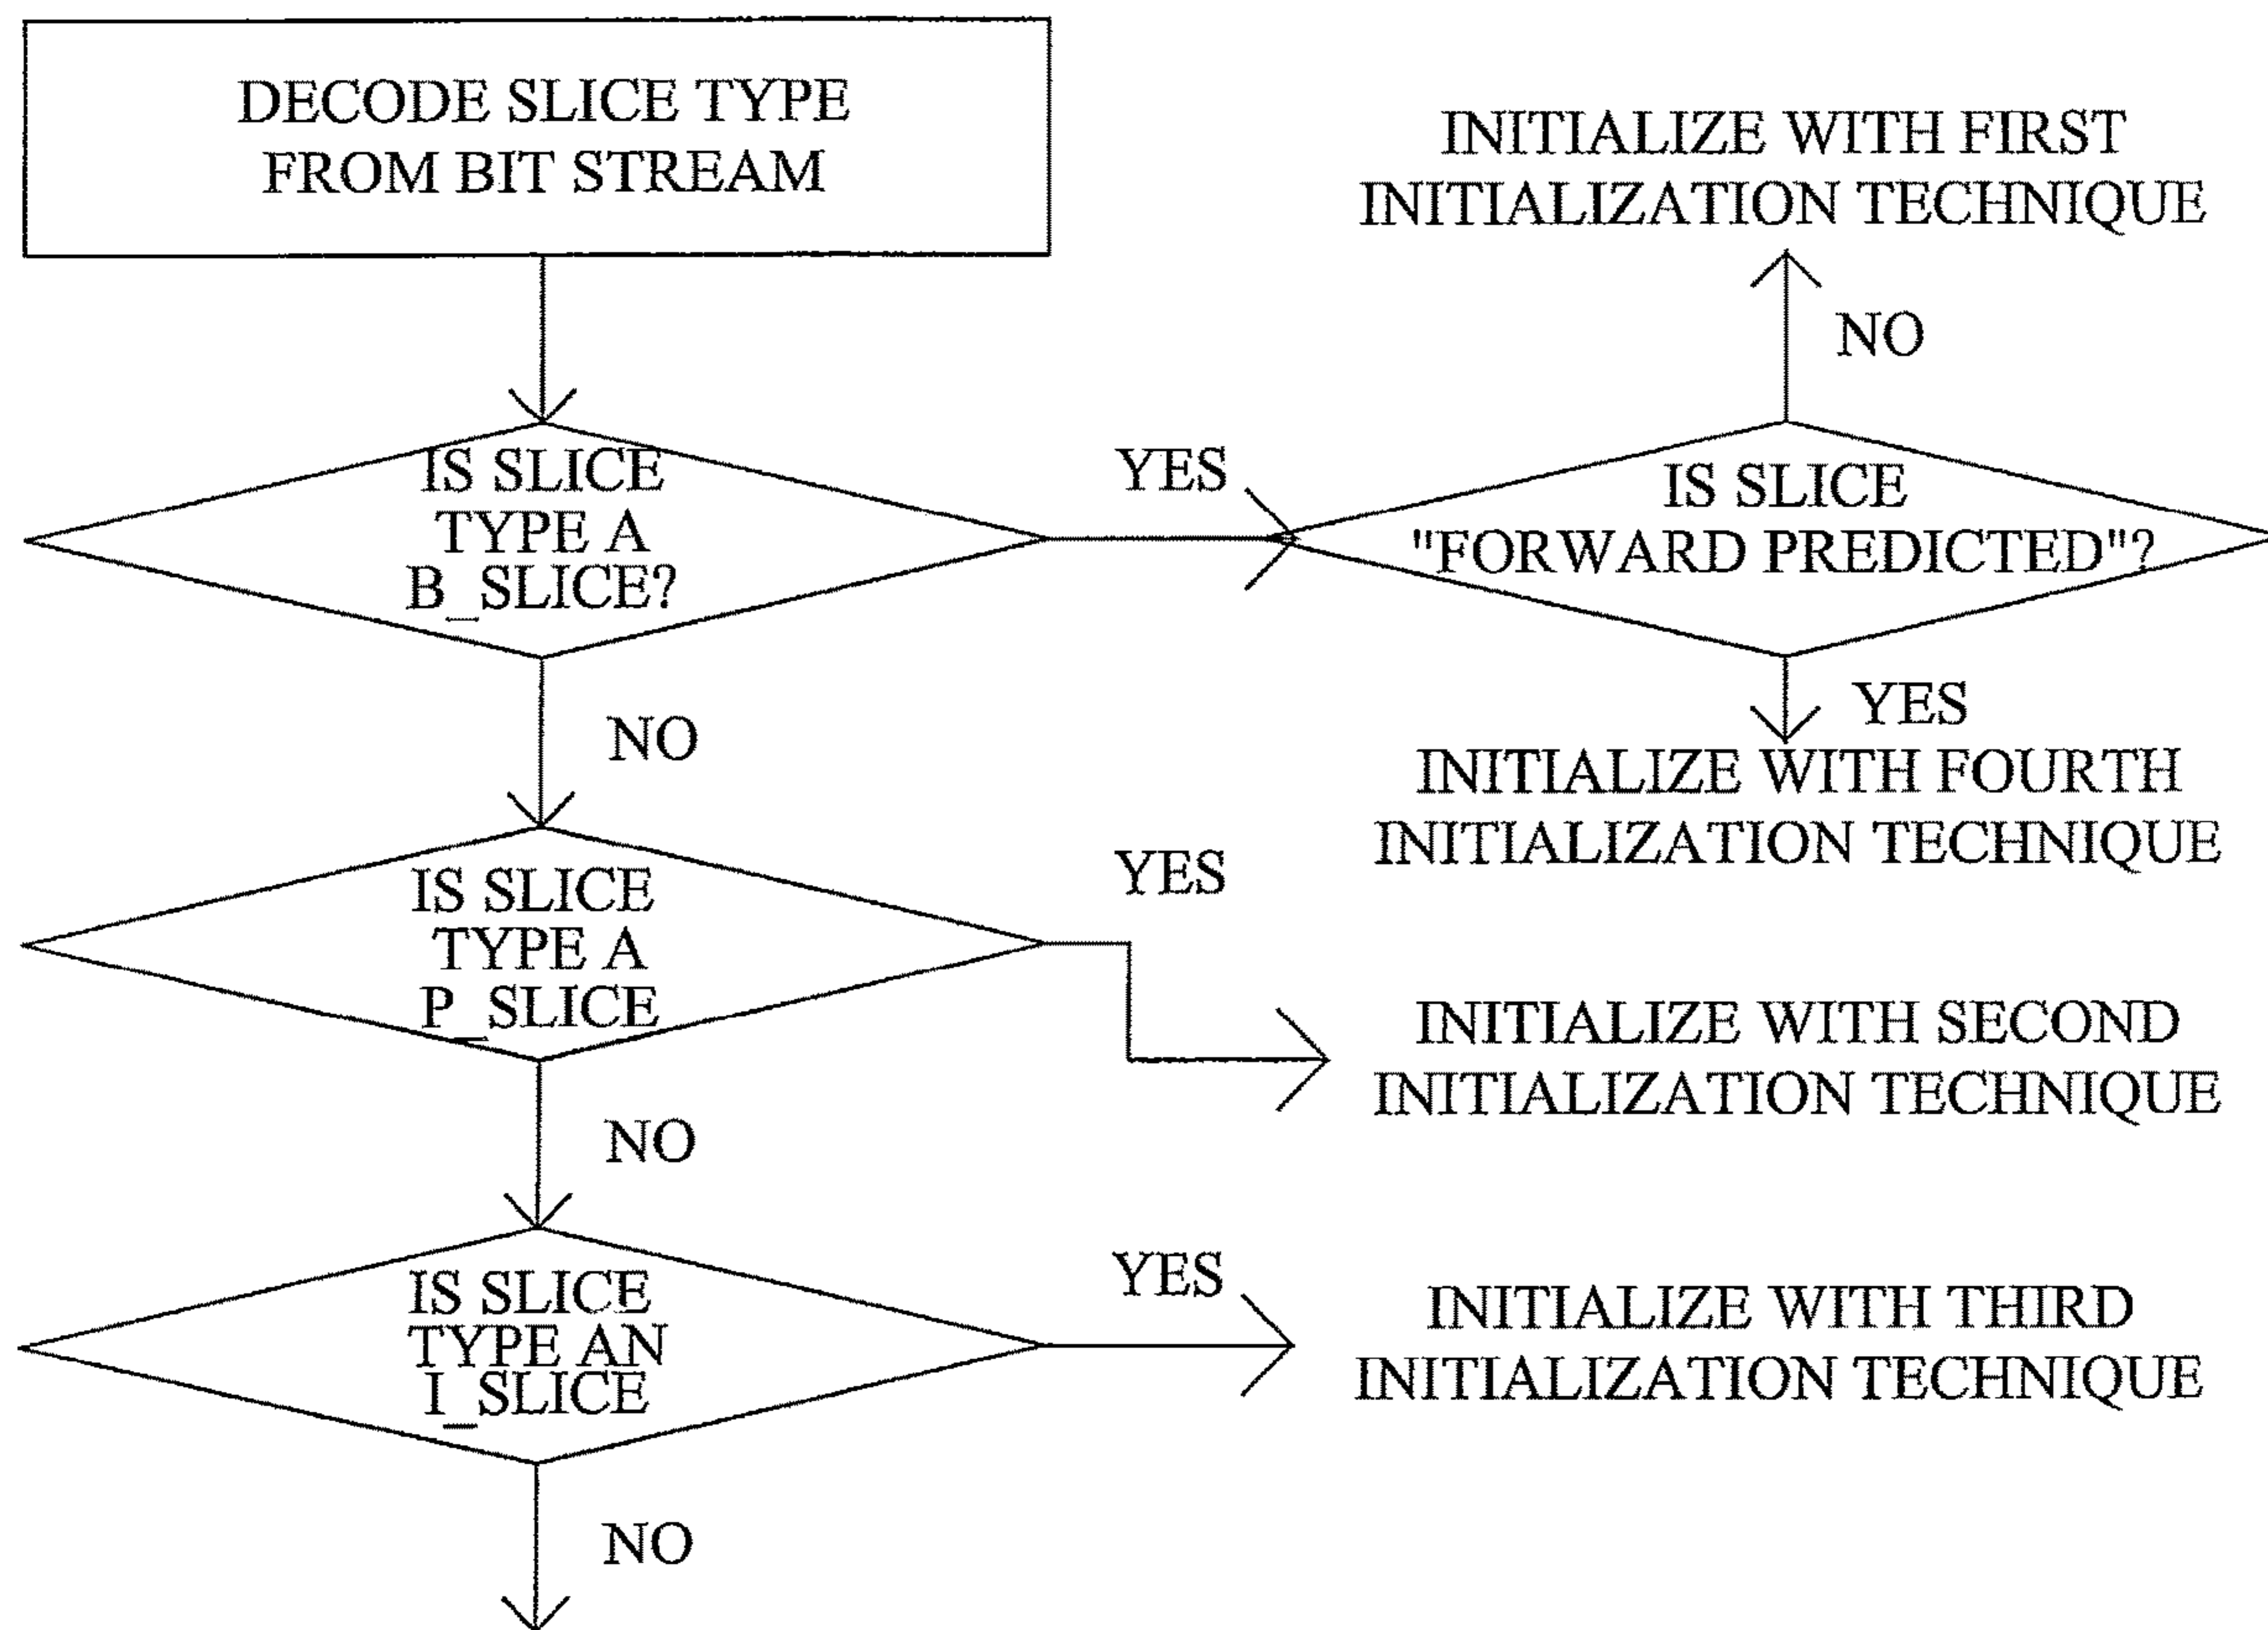 DECODE SLICE TYPE
FROM BIT STREAM
INITIALIZE WITH FIRST
INITIALIZATION TECHNIQUE
NO
IS SLICE
TYPE A
B_SLICE?
YES
IS SLICE
"FORWARD PREDICTED"?
YES
INITIALIZE WITH FOURTH
INITIALIZATION TECHNIQUE
NO
IS SLICE
TYPE A
P_SLICE
YES
INITIALIZE WITH SECOND
INITIALIZATION TECHNIQUE
NO
IS SLICE
TYPE AN
I_SLICE
YES
INITIALIZE WITH THIRD
INITIALIZATION TECHNIQUE
NO